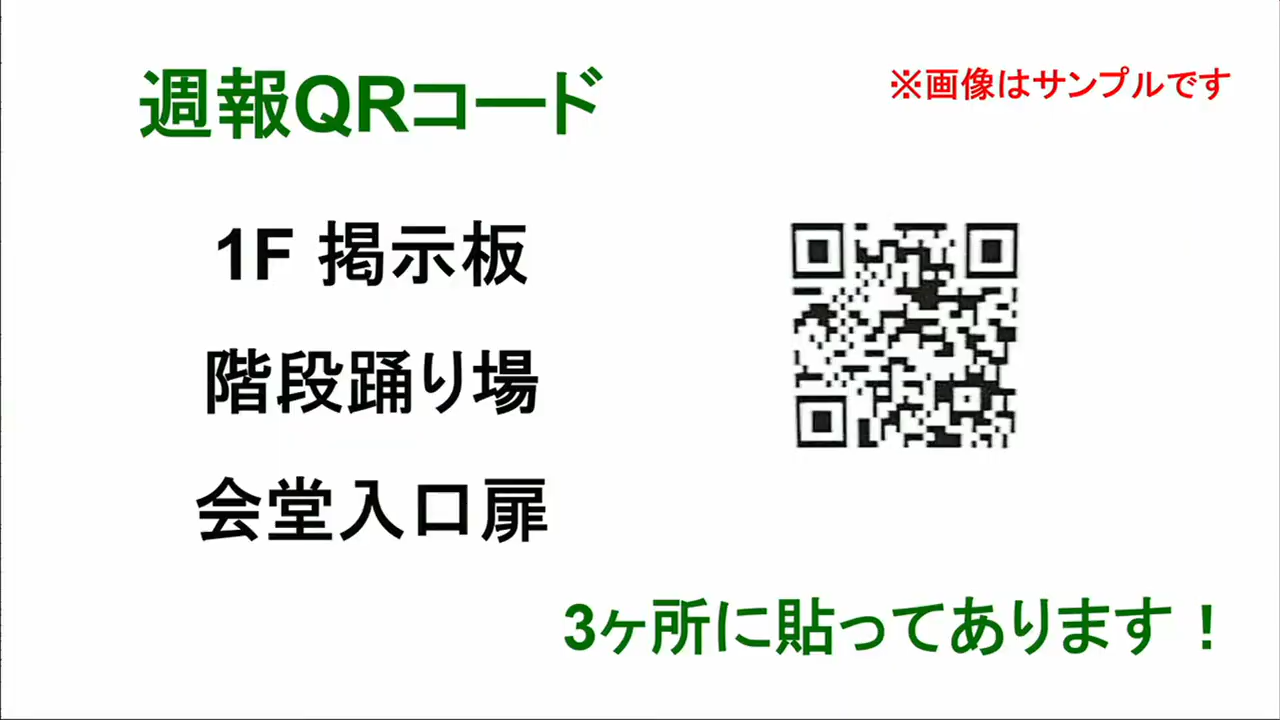 週報QRコード
※画像はサンプルです
1F 掲示板
階段踊り場
会堂入口扉
3ヶ所に貼ってあります！